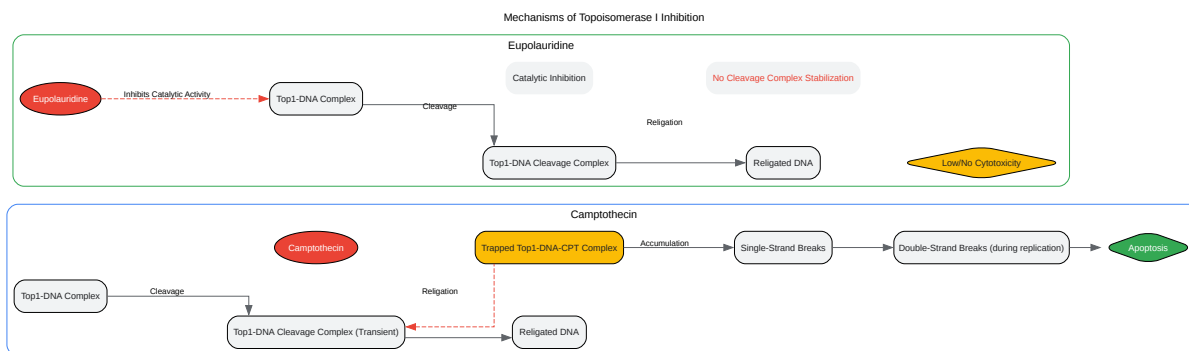 Mechanisms of Topoisomerase I Inhibition
Eupolauridine
Catalytic Inhibition
No Cleavage Complex Stabilization
Eupolauridine
Inhibits Catalytic Activity
Top1-DNA Complex
Cleavage
Religation
Top1-DNA Cleavage Complex
Religated DNA
Low/No Cytotoxicity
Camptothecin
Camptothecin
Trapped Top1-DNA-CPT Complex
Accumulation
Single-Strand Breaks
Double-Strand Breaks (during replication)
Apoptosis
Top1-DNA Complex
Cleavage
Religation
Top1-DNA Cleavage Complex (Transient)
Religated DNA